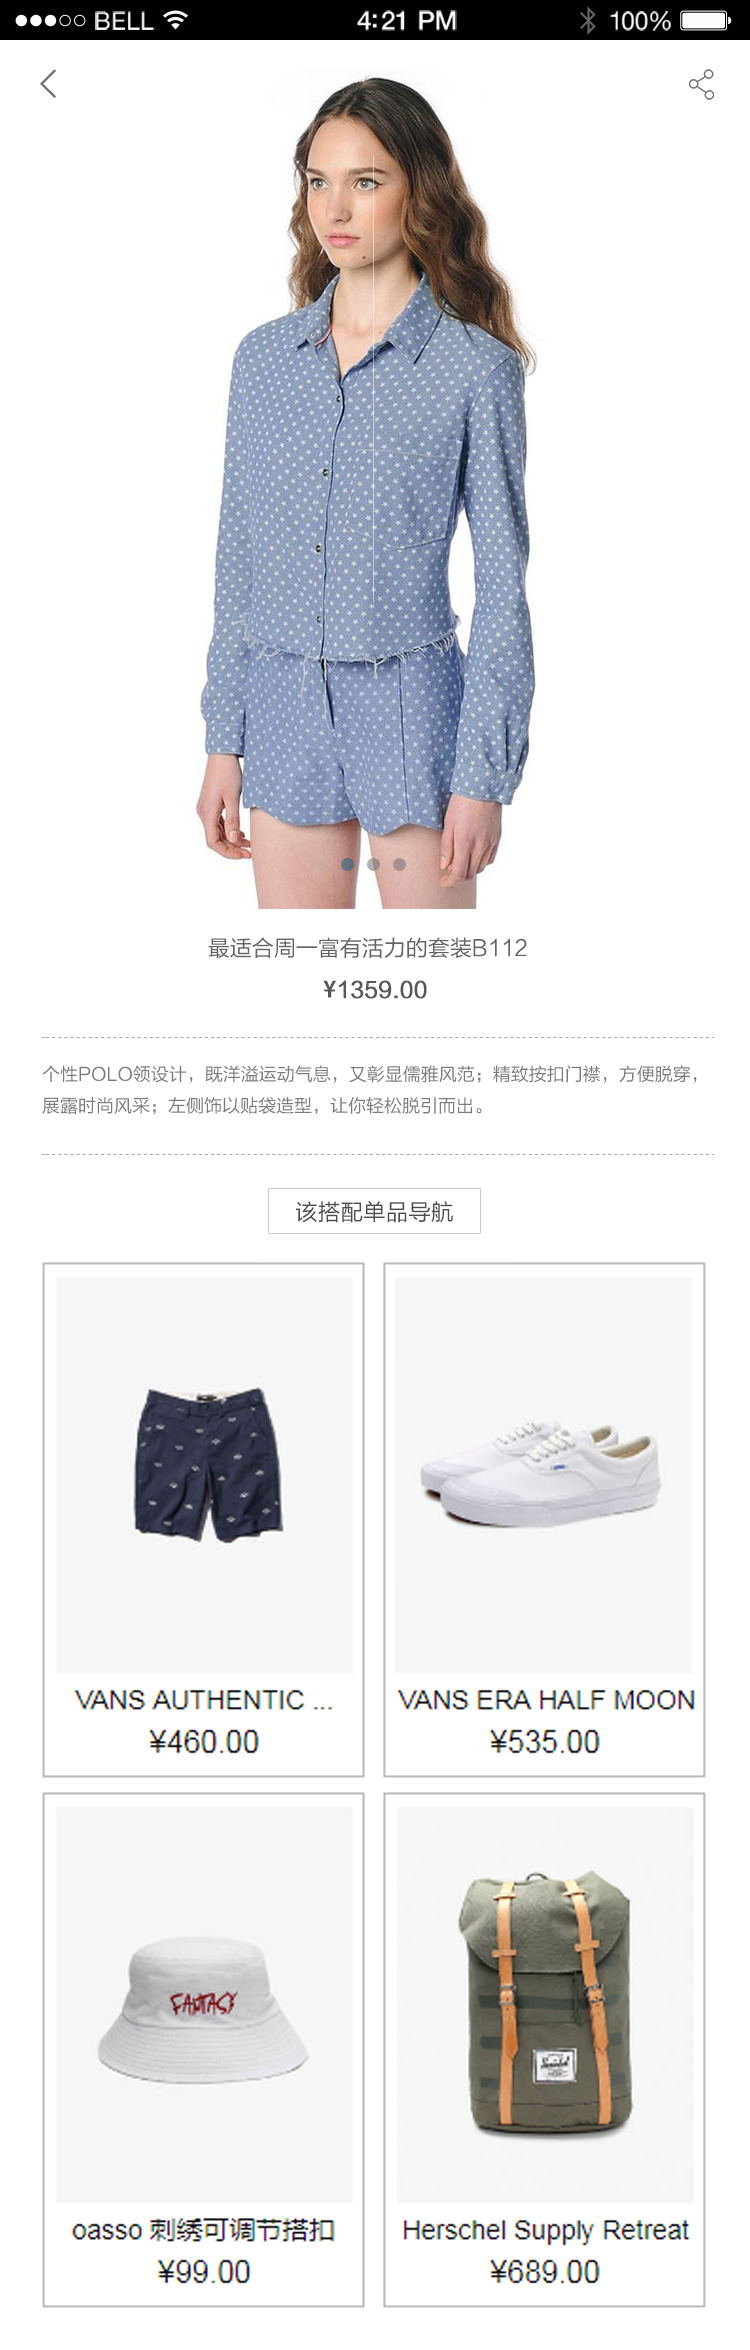 BELL 4:21 PM 100%
最适合周一富有活力的套装B112
¥1359.00
个性POLO领设计，既洋溢运动气息，又彰显儒雅风范；精致按扣门襟，方便脱穿，
展露时尚风采；左侧饰以贴袋造型，让你轻松脱引而出。
该搭配单品导航
VANS AUTHENTIC ...
¥460.00
VANS ERA HALF MOON
¥535.00
FANTASY
oasso 刺绣可调节搭扣
¥99.00
Herschel
Herschel Supply Retreat
¥689.00